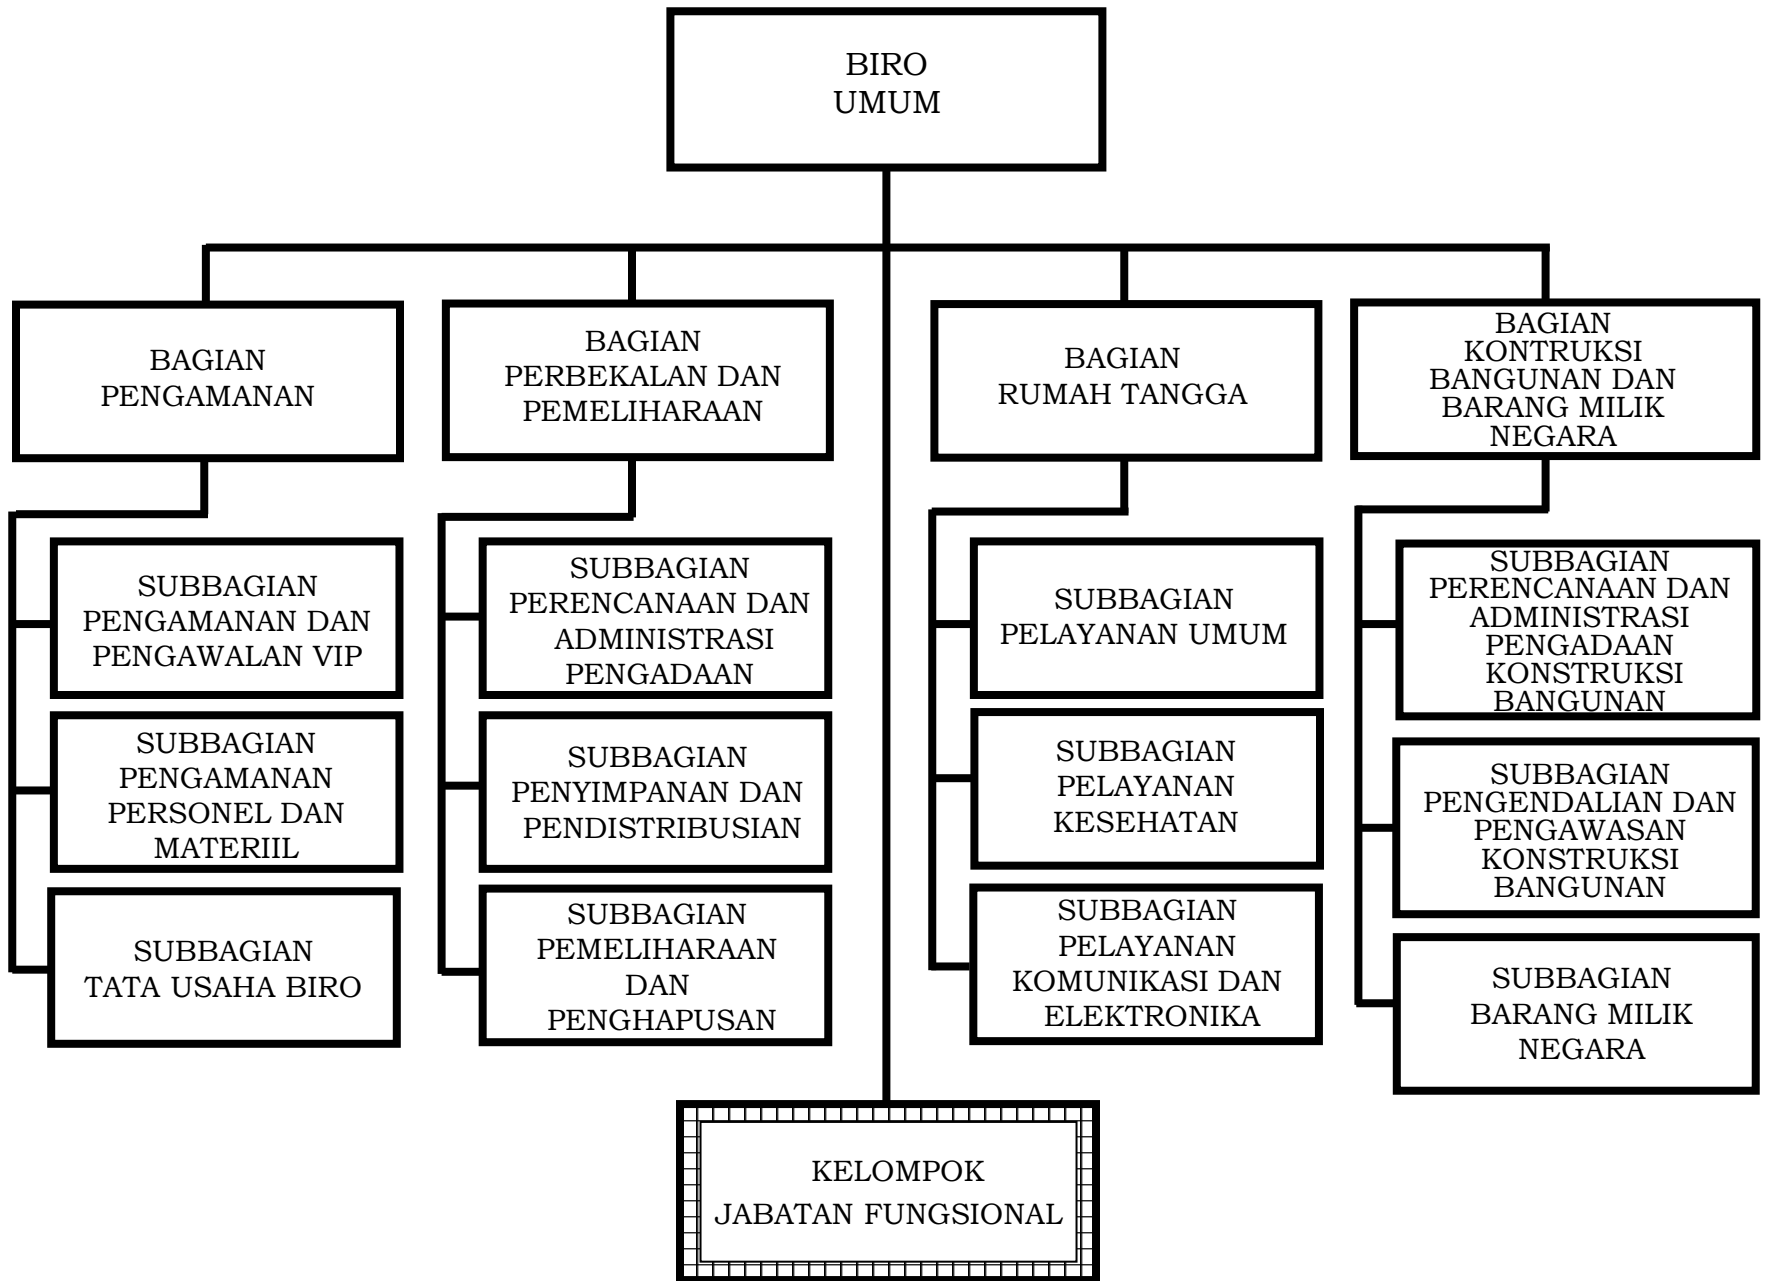 BIRO
UMUM
BAGIAN
PENGAMANAN
BAGIAN
PERBEKALAN DAN
PEMELIHARAAN
BAGIAN
RUMAH TANGGA
BAGIAN
KONTRUKSI
BANGUNAN DAN
BARANG MILIK
NEGARA
SUBBAGIAN
PENGAMANAN DAN
PENGAWALAN VIP
SUBBAGIAN
PENGAMANAN
PERSONEL DAN
MATERIIL
SUBBAGIAN
TATA USAHA BIRO
SUBBAGIAN
PERENCANAAN DAN
ADMINISTRASI
PENGADAAN
SUBBAGIAN
PENYIMPANAN DAN
PENDISTRIBUSIAN
SUBBAGIAN
PEMELIHARAAN
DAN
PENGHAPUSAN
SUBBAGIAN
PELAYANAN UMUM
SUBBAGIAN
PELAYANAN
KESEHATAN
SUBBAGIAN
PELAYANAN
KOMUNIKASI DAN
ELEKTRONIKA
SUBBAGIAN
PERENCANAAN DAN
ADMINISTRASI
PENGADAAN
KONSTRUKSI
BANGUNAN
SUBBAGIAN
PENGENDALIAN DAN
PENGAWASAN
KONSTRUKSI
BANGUNAN
SUBBAGIAN
BARANG MILIK
NEGARA
KELOMPOK
JABATAN FUNGSIONAL